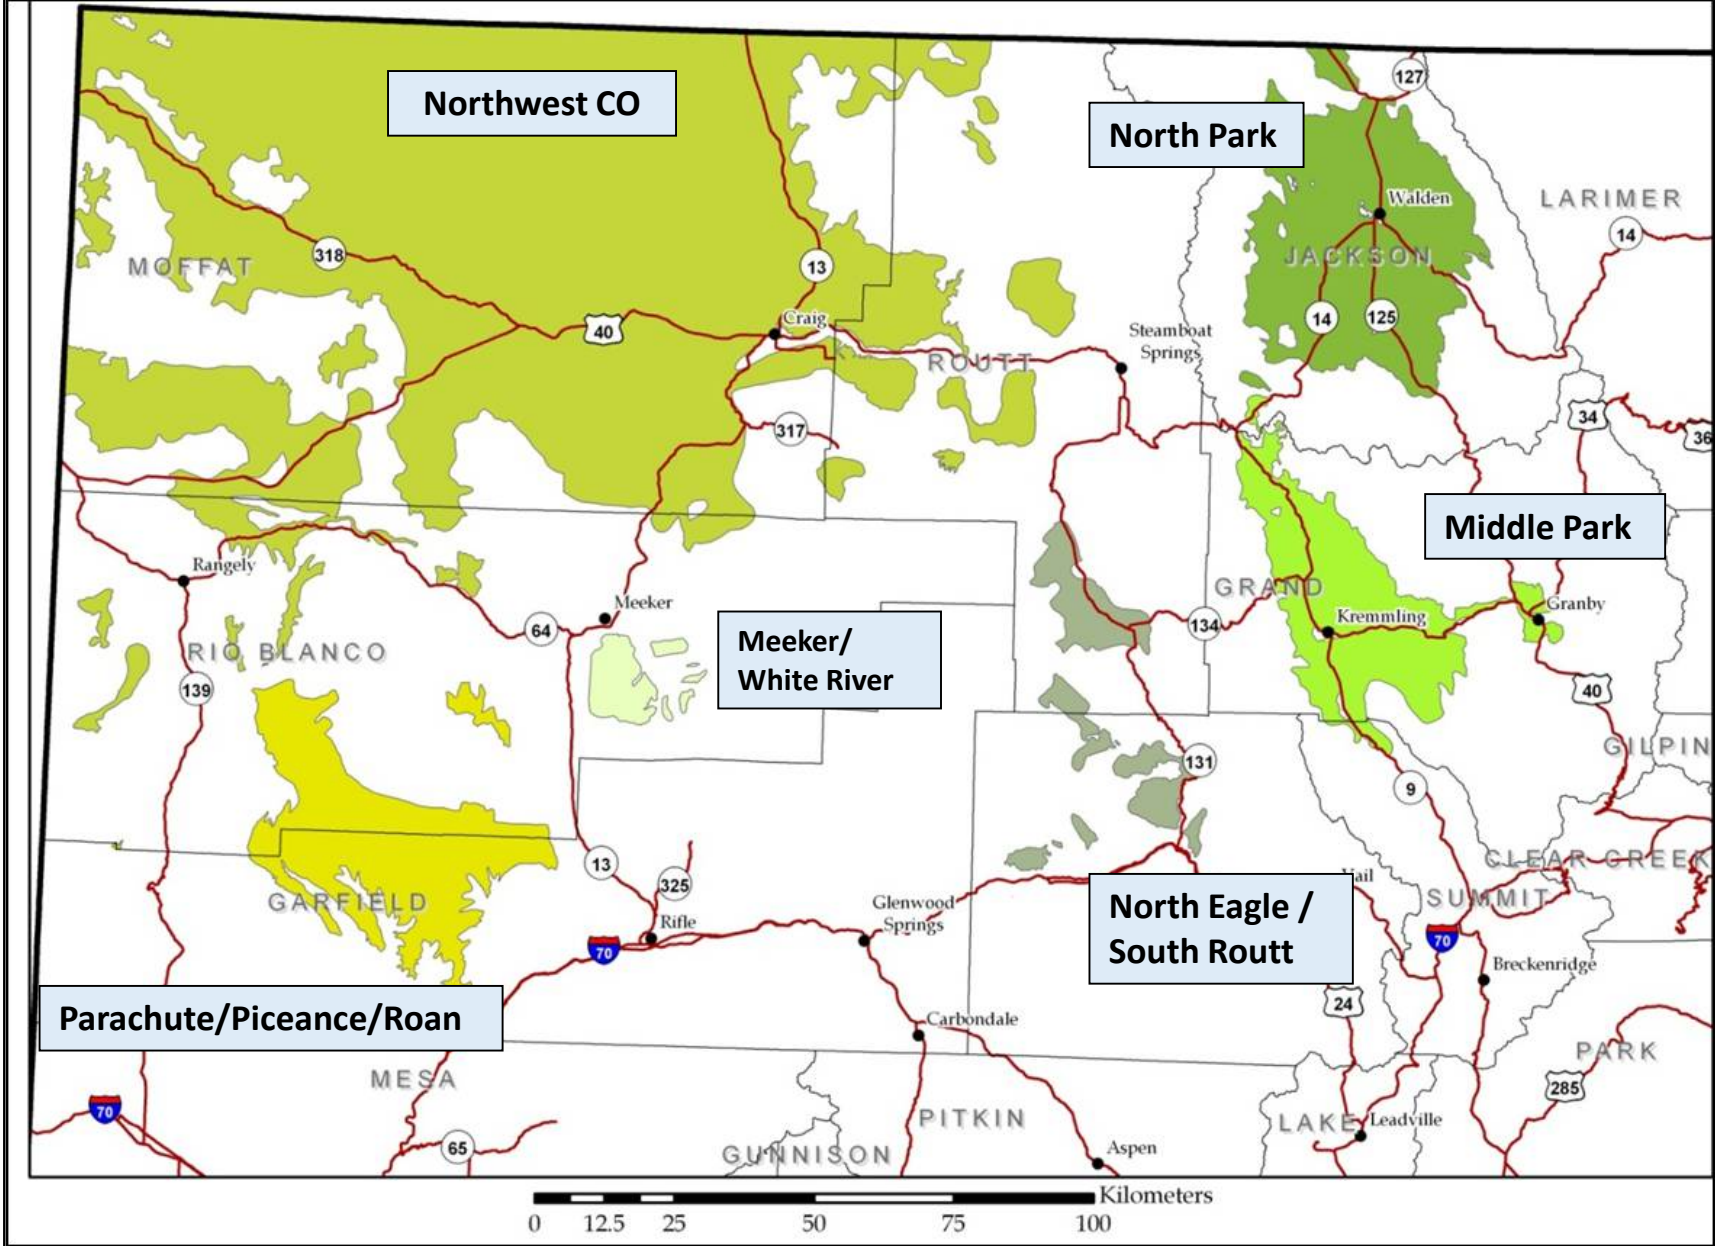 Northwest CO
127
North Park
Walden
LARIMER
14
JACKSON
MOFFAT
318
13
14
125
Craig
40
Steamboat
Springs
ROUTT
34
36
317
Middle Park
Rangely
GRAND
Meeker
64
Kremmling
Granby
134
Meeker/
White River
RIO BLANCO
139
40
GILPIN
131
9
13
325
CLEAR CREEK
SUMMIT
GARFIELD
Glenwood
Springs
North Eagle /
South Routt
Rifle
70
70
Breckenridge
24
Parachute/Piceance/Roan
Carbondale
PARK
MESA
285
70
PITKIN
LAKE
Leadville
65
GUNNISON
Aspen
Kilometers
0 12.5 25 50 75 100